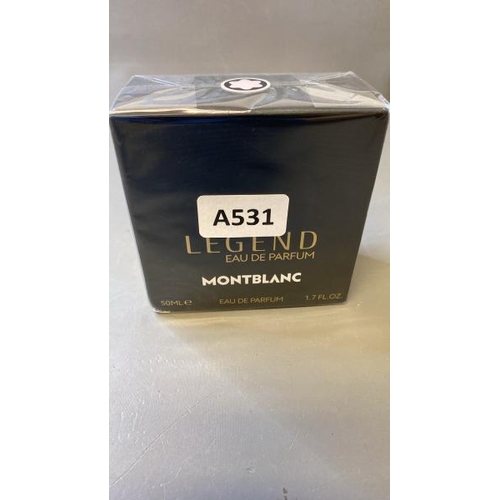 A531
LEGEND
EAU DE PARFUM
MONTBLANC
50ML℮ EAU DE PARFUM 1.7 FL.OZ.